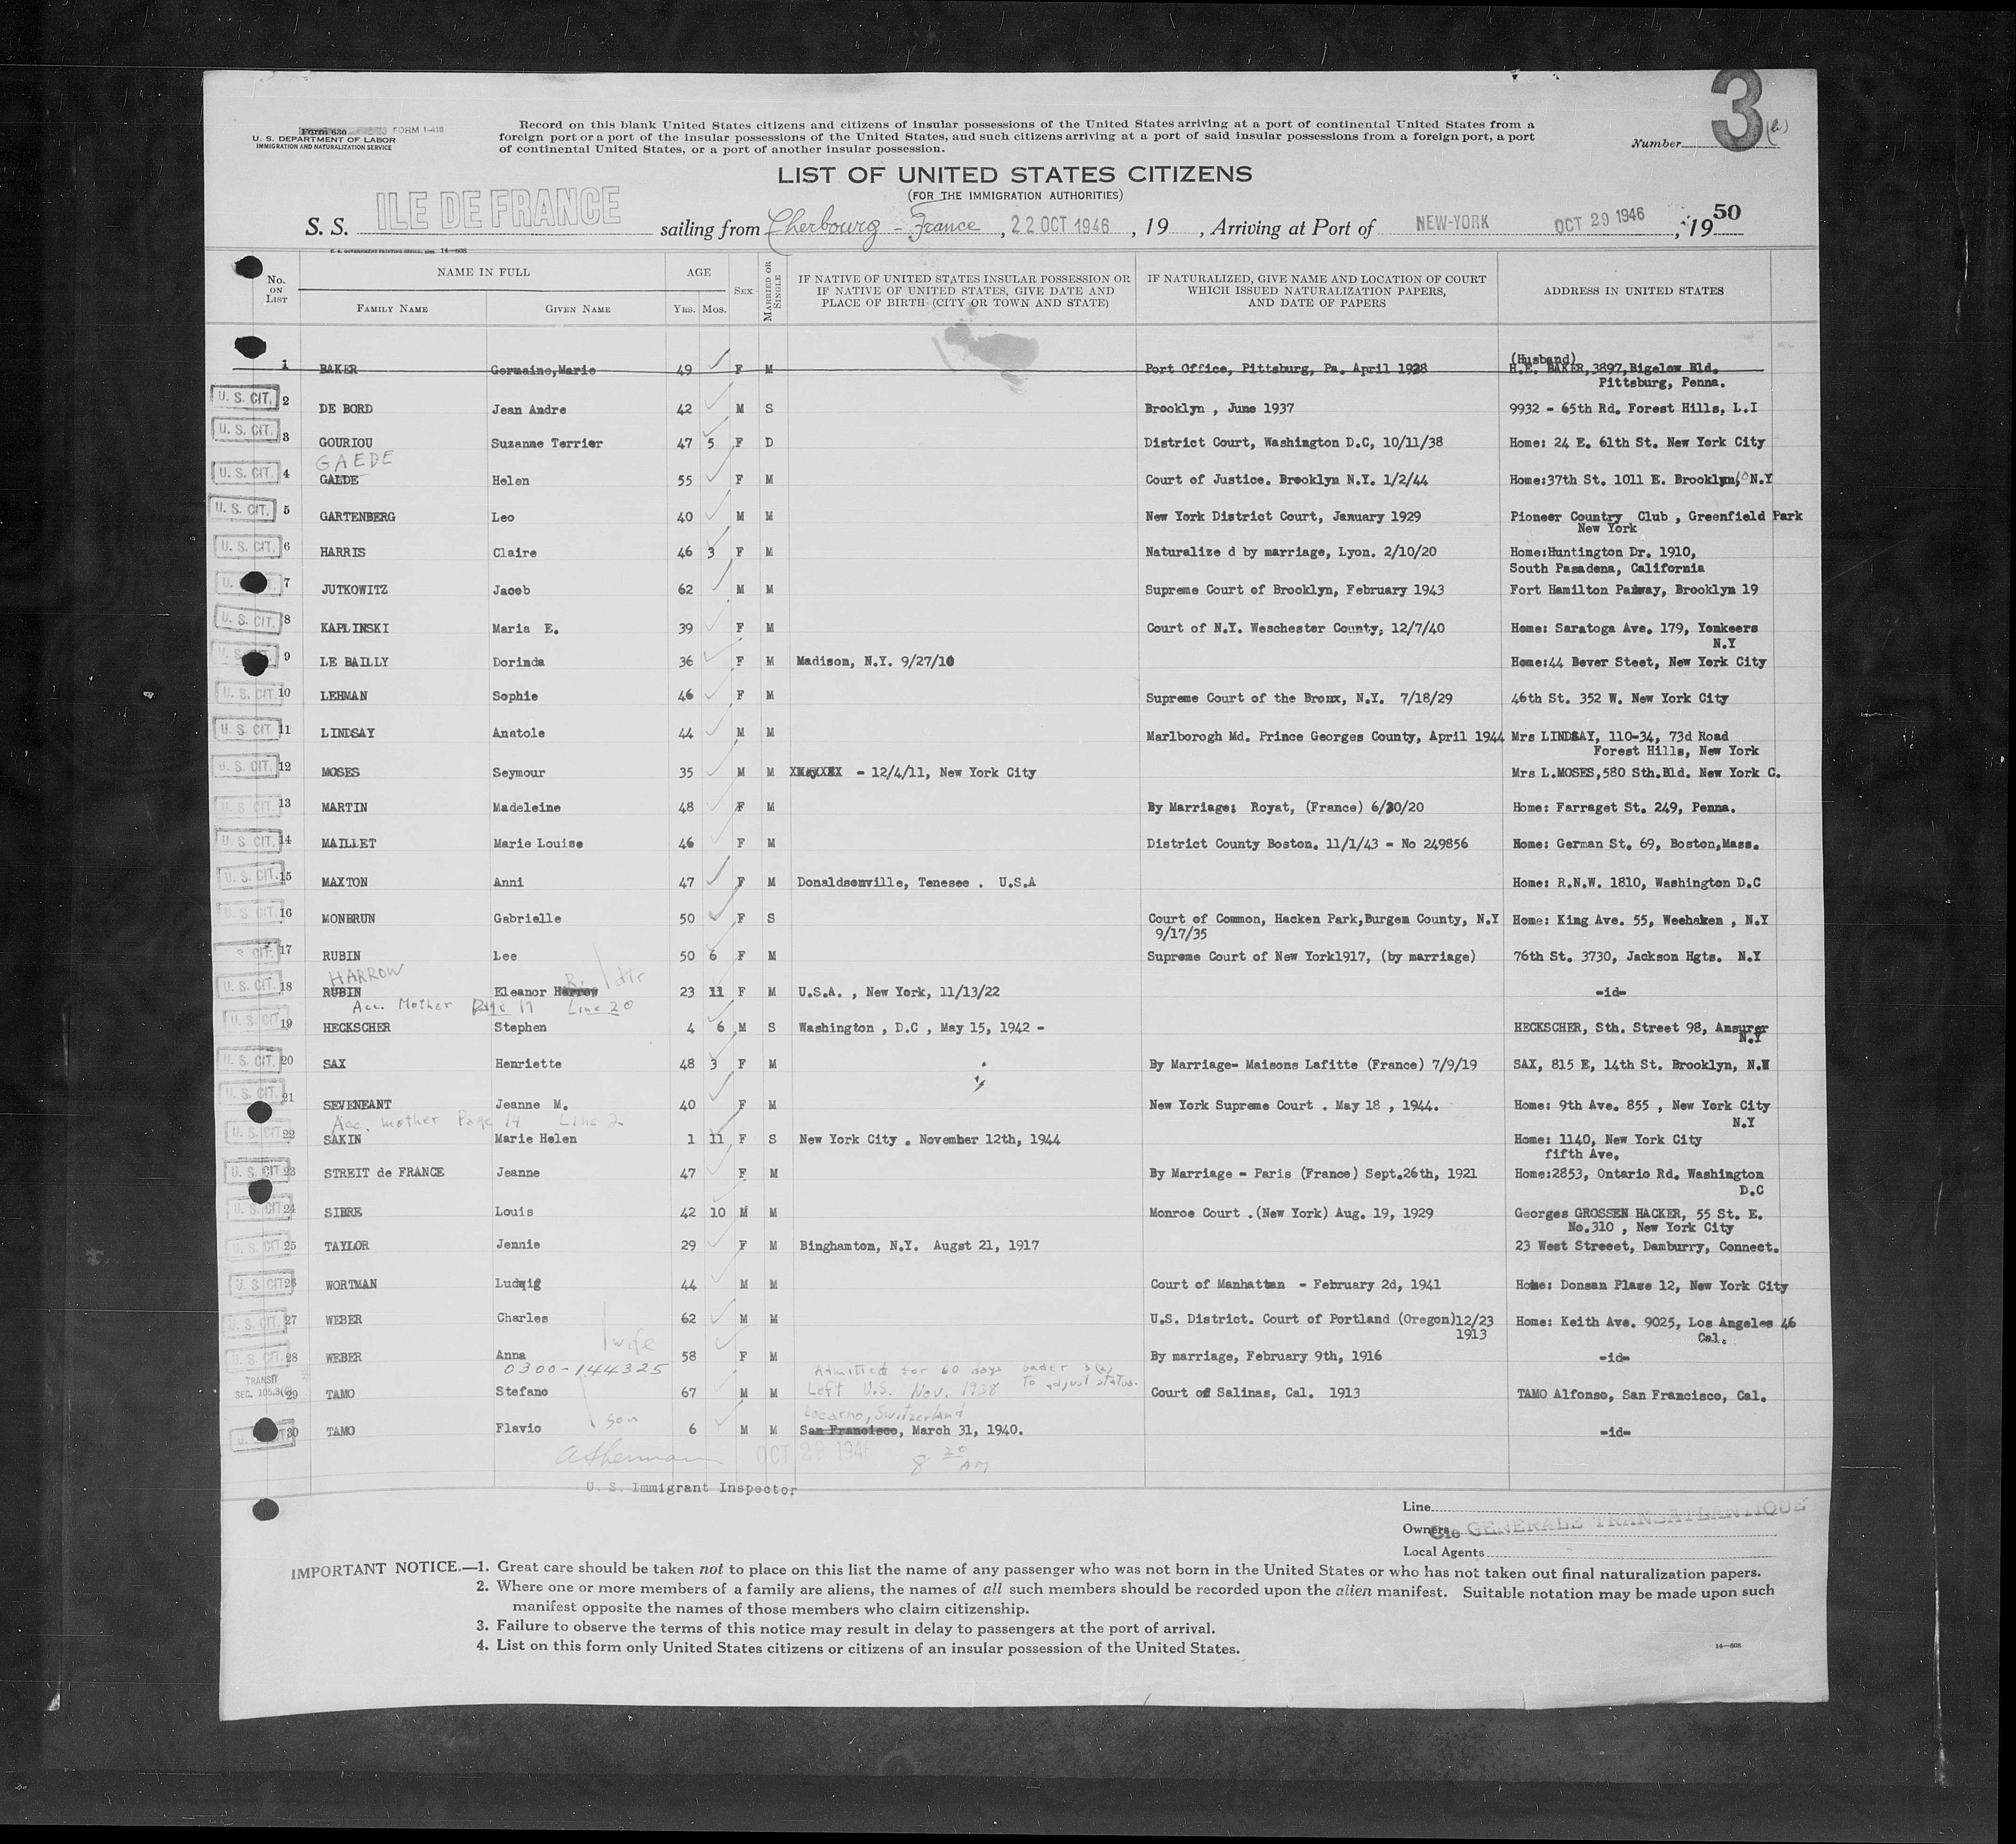 3 (a)
Form 630 FORM I-418
U. S. DEPARTMENT OF LABOR
IMMIGRATION AND NATURALIZATION SERVICE
Record on this blank United States citizens and citizens of insular possessions of the United States arriving at a port of continental United States from a
foreign port or a port of the insular possessions of the United States, and such citizens arriving at a port of said insular possessions from a foreign port, a port
of continental United States, or a port of another insular possession.
Number
LIST OF UNITED STATES CITIZENS
(FOR THE IMMIGRATION AUTHORITIES)
S. S. ILE DE FRANCE sailing from Cherbourg - France, 22 OCT 1946, 19 , Arriving at Port of NEW-YORK OCT 29 1946, 1950
14—608
No. ON LIST
NAME IN FULL
FAMILY NAME GIVEN NAME
AGE
YRS. MOS.
SEX
MARRIED OR SINGLE
IF NATIVE OF UNITED STATES INSULAR POSSESSION OR
IF NATIVE OF UNITED STATES, GIVE DATE AND
PLACE OF BIRTH (CITY OR TOWN AND STATE)
IF NATURALIZED, GIVE NAME AND LOCATION OF COURT
WHICH ISSUED NATURALIZATION PAPERS,
AND DATE OF PAPERS
ADDRESS IN UNITED STATES
(Husband)
1 BAKER Germaine,Marie 49 F M Port Office, Pittsburg, Pa. April 1928 H.E. BAKER,3897,Bigelow Bld.
Pittsburg, Penna.
U. S. CIT. 2 DE BORD Jean Andre 42 M S Brooklyn , June 1937 9932 - 65th Rd. Forest Hills, L.I
U. S. CIT. 3 GOURIOU Suzanne Terrier 47 5 F D District Court, Washington D.C, 10/11/38 Home: 24 E. 61th St. New York City
GAEDE
U. S. CIT. 4 GALDE Helen 55 F M Court of Justice. Brooklyn N.Y. 1/2/44 Home:37th St. 1011 E. Brooklyn,10 N.Y
U. S. CIT. 5 GARTENBERG Leo 40 M M New York District Court, January 1929 Pioneer Country Club , Greenfield Park
New York
U. S. CIT. 6 HARRIS Claire 46 3 F M Naturalize d by marriage, Lyon. 2/10/20 Home:Huntington Dr. 1910,
South Pasadena, California
U. 7 JUTKOWITZ Jacob 62 M M Supreme Court of Brooklyn, February 1943 Fort Hamilton Brooklyn 19
U. S. CIT. 8 KAPLINSKI Maria E. 39 F M Court of N.Y. Weschester County, 12/7/40 Home: Saratoga Ave. 179, Yonkeers
N.Y
U. S. 9 LE BAILLY Dorinda 36 F M Madison, N.Y. 9/27/10 Home:44 Bever Steet, New York City
U. S. CIT. 10 LEHMAN Sophie 46 F M Supreme Court of the Bronx, N.Y. 7/18/29 46th St. 352 W. New York City
U. S. CIT 11 LINDSAY Anatole 44 M M Marlborogh Md. Prince Georges County, April 1944 Mrs LINDSAY, 110-34, 73d Road
Forest Hills, New York
U. S. CIT. 12 MOSES Seymour 35 M M - 12/4/11, New York City Mrs L.MOSES,580 Sth.Bld. New York C.
U. S. CIT. 13 MARTIN Madeleine 48 F M By Marriage: Royat, (France) 6/30/20 Home: Farraget St. 249, Penna.
U. S. CIT. 14 MAILLET Marie Louise 46 F M District County Boston. 11/1/43 - No 249856 Home: German St. 69, Boston,Mass.
U. S. CIT. 15 MAXTON Anni 47 F M Donaldsonville, Tenesee . U.S.A Home: R.N.W. 1810, Washington D.C
U. S. CIT. 16 MONBRUN Gabrielle 50 F S Court of Common, Hacken Park,Burgem County, N.Y Home: King Ave. 55, Weehaken , N.Y
9/17/35
S. CIT. 17 RUBIN Lee 50 6 F M Supreme Court of New York1917, (by marriage) 76th St. 3730, Jackson Hgts. N.Y
HARROW R. dtr
U. S. CIT. 18 RUBIN Eleanor Harrow 23 11 F M U.S.A. , New York, 11/13/22 -id-
Acc. Mother Page 17 Line 20
U. S. CIT 19 HECKSCHER Stephen 4 6 M S Washington , D.C , May 15, 1942 - HECKSCHER, Sth. Street 98, Ansurer
N.Y
U. S. CIT. 20 SAX Henriette 48 3 F M By Marriage- Maisons Lafitte (France) 7/9/19 SAX, 815 E, 14th St. Brooklyn, N.Y
U. S. CIT. 21 SEVENEANT Jeanne M. 40 F M New York Supreme Court . May 18 , 1944. Home: 9th Ave. 855 , New York City
N.Y
Acc. mother Page 14 Line 2
U. S. CIT. 22 SAKIN Marie Helen 1 11 F S New York City . November 12th, 1944 Home: 1140, New York City
fifth Ave.
U. S. CIT 23 STREIT de FRANCE Jeanne 47 F M By Marriage - Paris (France) Sept.26th, 1921 Home:2853, Ontario Rd. Washington
D.C
U. S. CIT. 24 SIBRE Louis 42 10 M M Monroe Court .(New York) Aug. 19, 1929 Georges GROSSEN HACKER, 55 St. E.
No.310 , New York City
U. S. CIT 25 TAYLOR Jennie 29 F M Binghamton, N.Y. Augst 21, 1917 23 West Streeet, Damburry, Connect.
U. S CIT 26 WORTMAN Ludwig 44 M M Court of Manhattan - February 2d, 1941 Home: Donsan Plase 12, New York City
U. S. CIT. 27 WEBER Charles 62 M M U.S. District. Court of Portland (Oregon)12/23 Home: Keith Ave. 9025, Los Angeles 46
1913 Cal.
wife
U. S. CIT. 28 WEBER Anna 58 F M By marriage, February 9th, 1916 -id-
0300-144325 Admitted for 60 days under 3(2)
to adjust status.
TRANSIT
SEC. 105.3(c) 29 TAMO Stefano 67 M M Left U.S. Nov. 1938 Court of Salinas, Cal. 1913 TAMO Alfonso, San Francisco, Cal.
son Locarno, Switzerland
U. 30 TAMO Flavio 6 M M San Francisco, March 31, 1940. -id-
OCT 29 1946 8 20 AM
U. S. Immigrant Inspector
Line
Owners Cie GENERALE TRANSATLANTIQUE
Local Agents
IMPORTANT NOTICE.—1. Great care should be taken not to place on this list the name of any passenger who was not born in the United States or who has not taken out final naturalization papers.
2. Where one or more members of a family are aliens, the names of all such members should be recorded upon the alien manifest. Suitable notation may be made upon such
manifest opposite the names of those members who claim citizenship.
3. Failure to observe the terms of this notice may result in delay to passengers at the port of arrival.
4. List on this form only United States citizens or citizens of an insular possession of the United States.
14—608